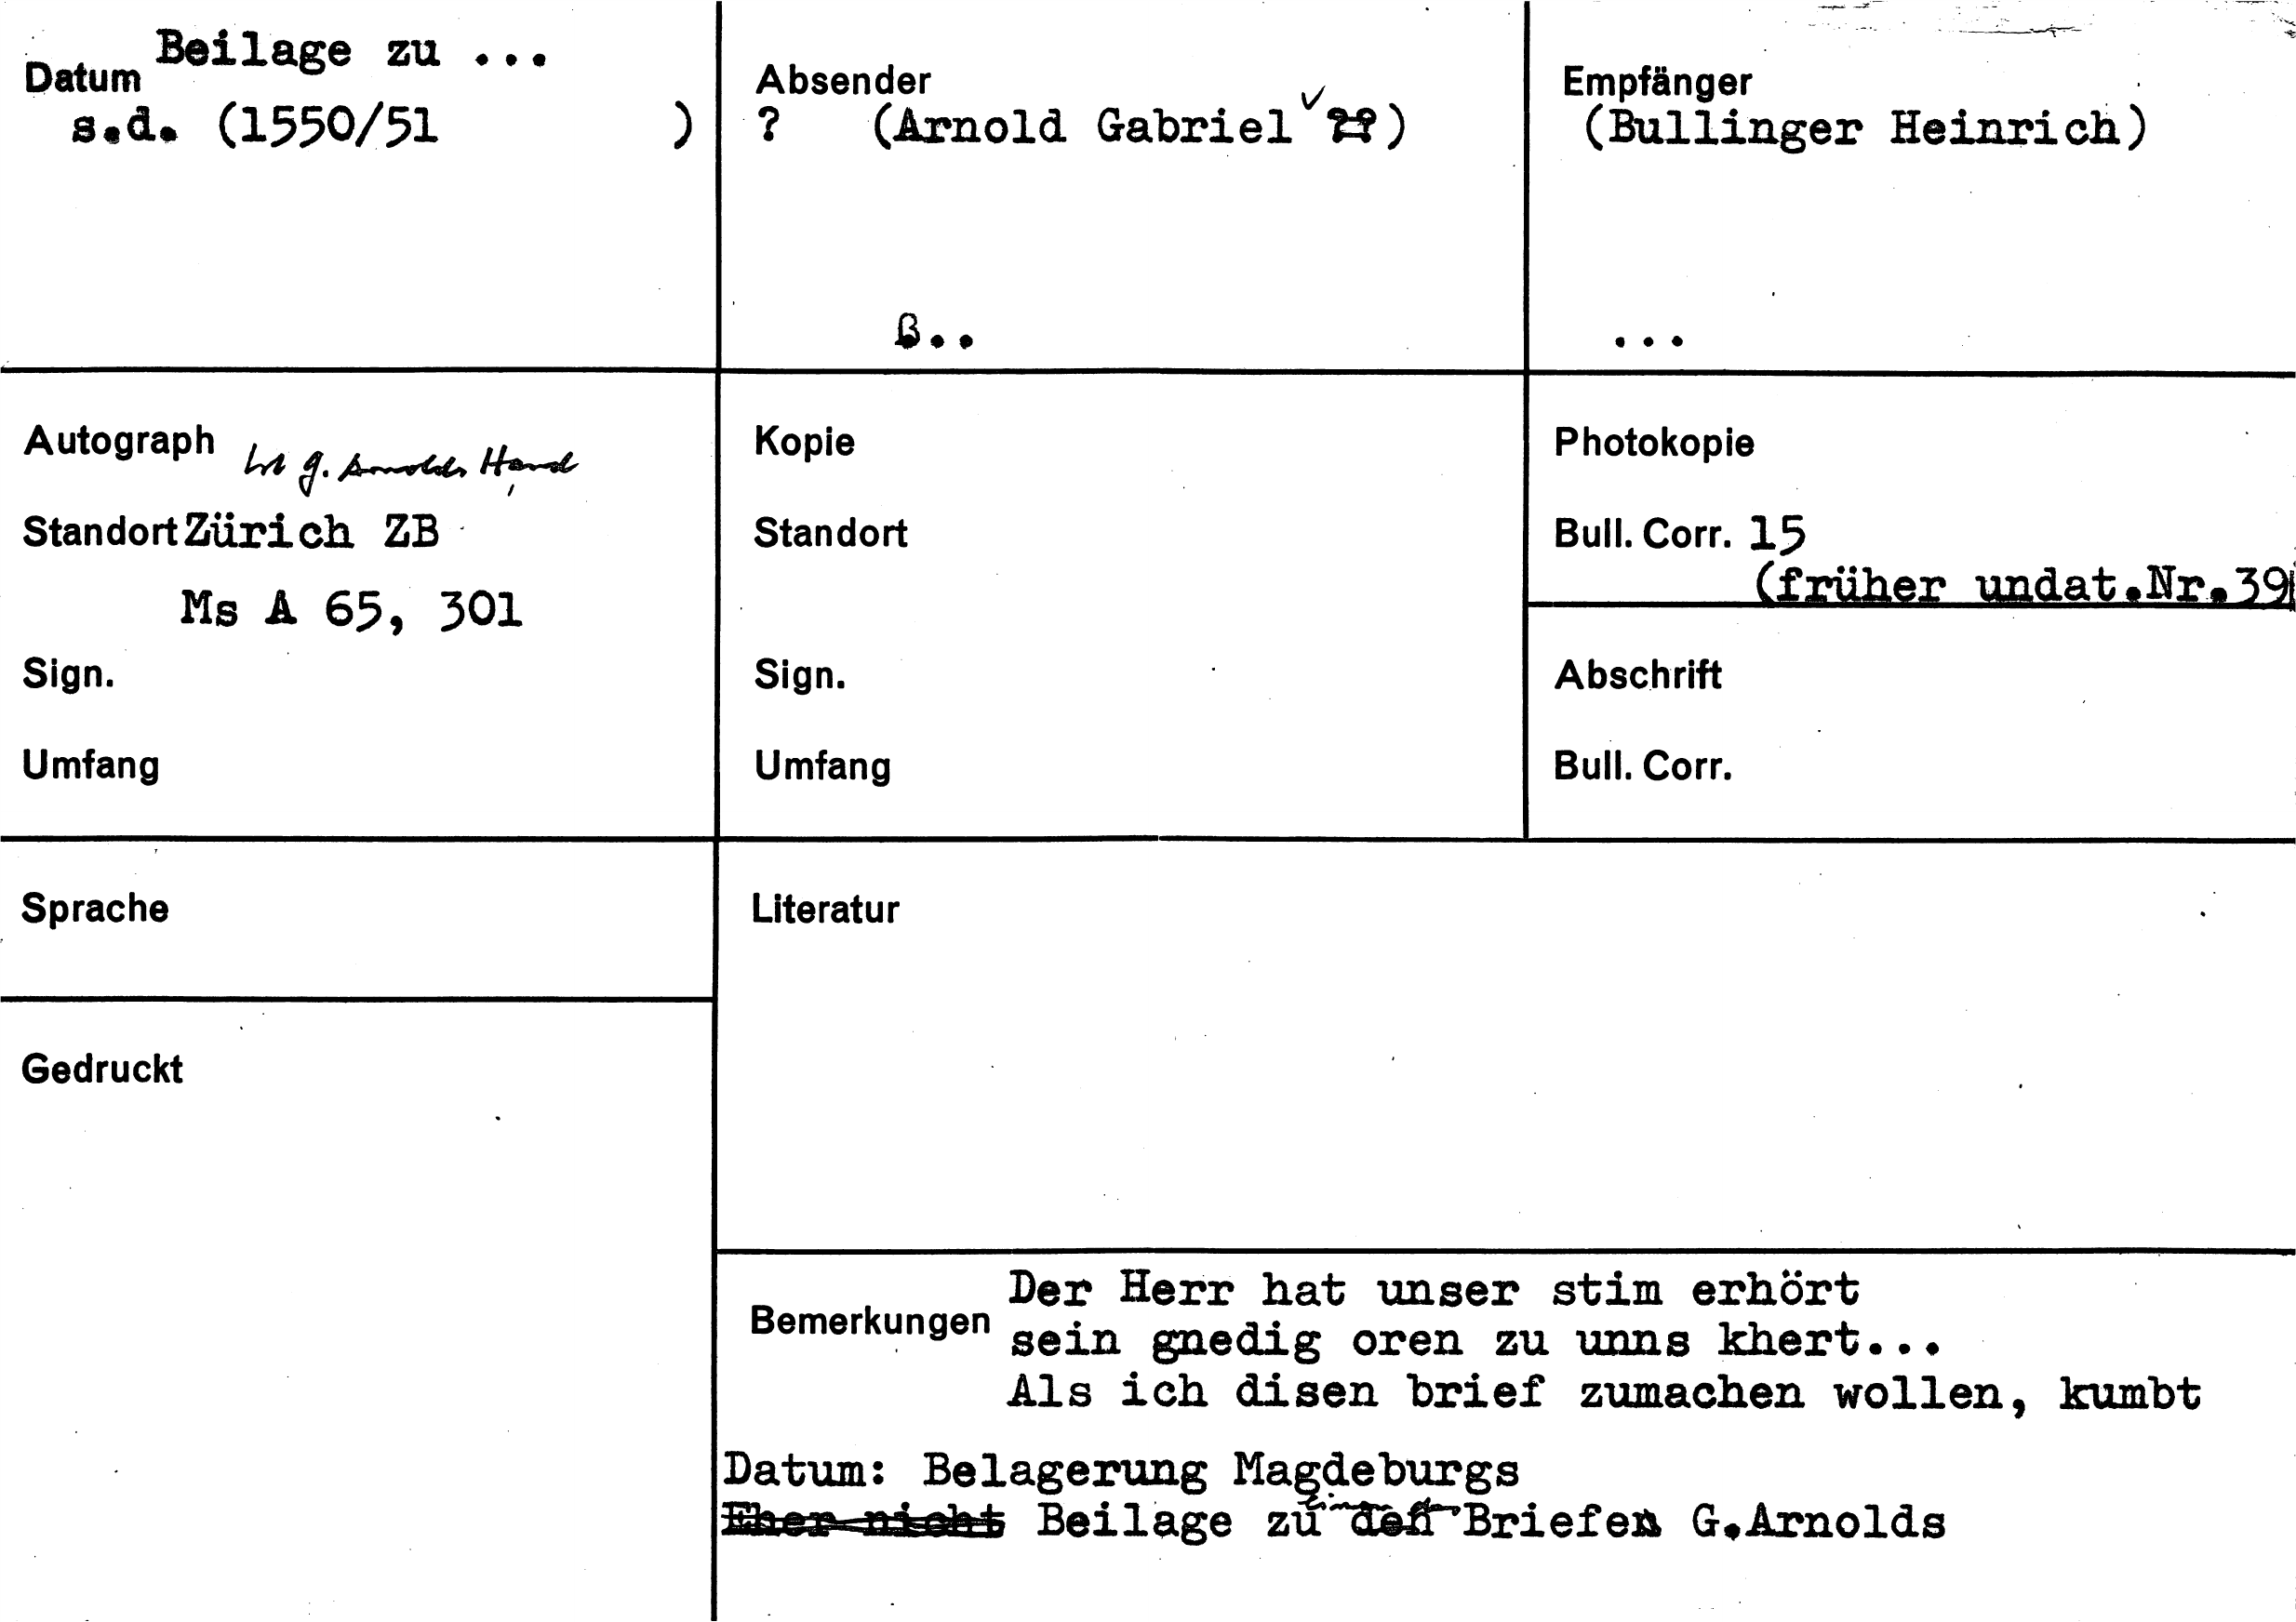 Beilage zu ...
Datum
s.d. (1550/51 )
Absender
? (Arnold Gabriel ✓ ??)
ß..
Empfänger
(Bullinger Heinrich)
...
Autograph Ist G. Arnolds Hand
Standort Zürich ZB
Ms A 65, 301
Sign.
Umfang
Kopie
Standort
Sign.
Umfang
Photokopie
Bull. Corr. 15
(früher undat.Nr.39
Abschrift
Bull. Corr.
Sprache
Literatur
Gedruckt
Der Herr hat unser stim erhört
Bemerkungen
sein gnedig oren zu unns khert...
Als ich disen brief zumachen wollen, kumbt
Datum: Belagerung Magdeburgs
Eher nicht Beilage zu den Briefen G.Arnolds